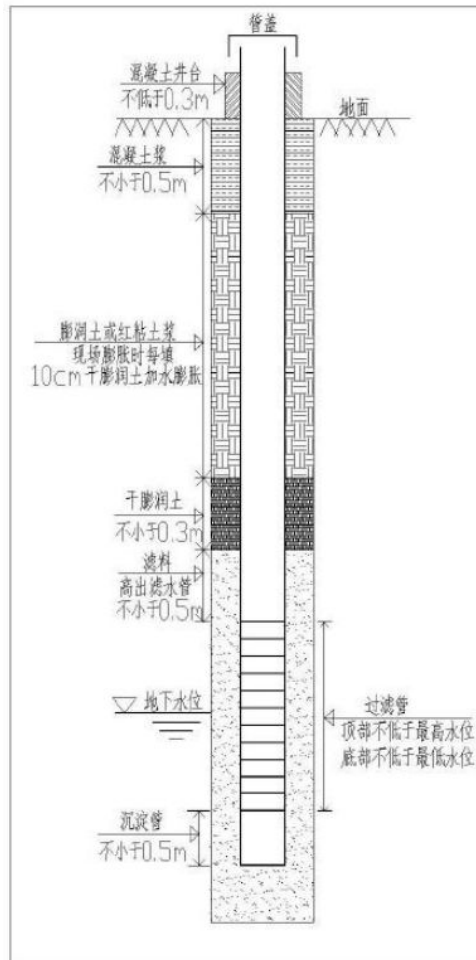 管盖
混凝土井台
不低于0.3m
地面
混凝土浆
不小于0.5m
膨润土或红粘土浆
现场膨胀时每填
10cm干膨润土加水膨胀
干膨润土
不小于0.3m
滤料
高出滤水管
不小于0.5m
地下水位
过滤管
顶部不低于最高水位
底部不低于最低水位
沉淀管
不小于0.5m